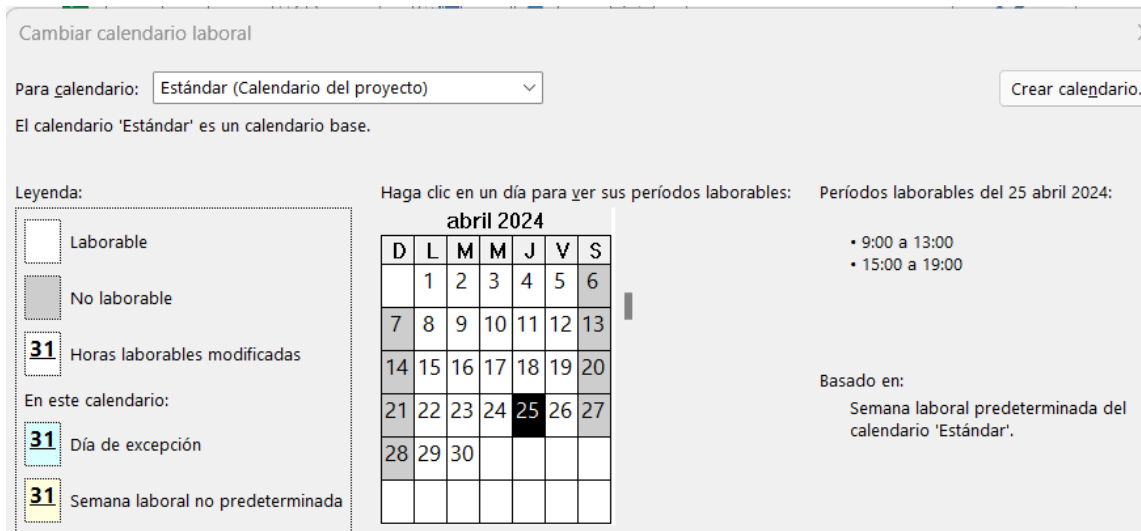 Cambiar calendario laboral
Para calendario: Estándar (Calendario del proyecto)
Crear calendario.
El calendario 'Estándar' es un calendario base.
Leyenda:
Laborable
No laborable
31 Horas laborables modificadas
En este calendario:
31 Día de excepción
31 Semana laboral no predeterminada
Haga clic en un día para ver sus períodos laborables:
abril 2024
D L M M J V S
1 2 3 4 5 6
7 8 9 10 11 12 13
14 15 16 17 18 19 20
21 22 23 24 25 26 27
28 29 30
Períodos laborables del 25 abril 2024:
• 9:00 a 13:00
• 15:00 a 19:00
Basado en:
Semana laboral predeterminada del
calendario 'Estándar'.